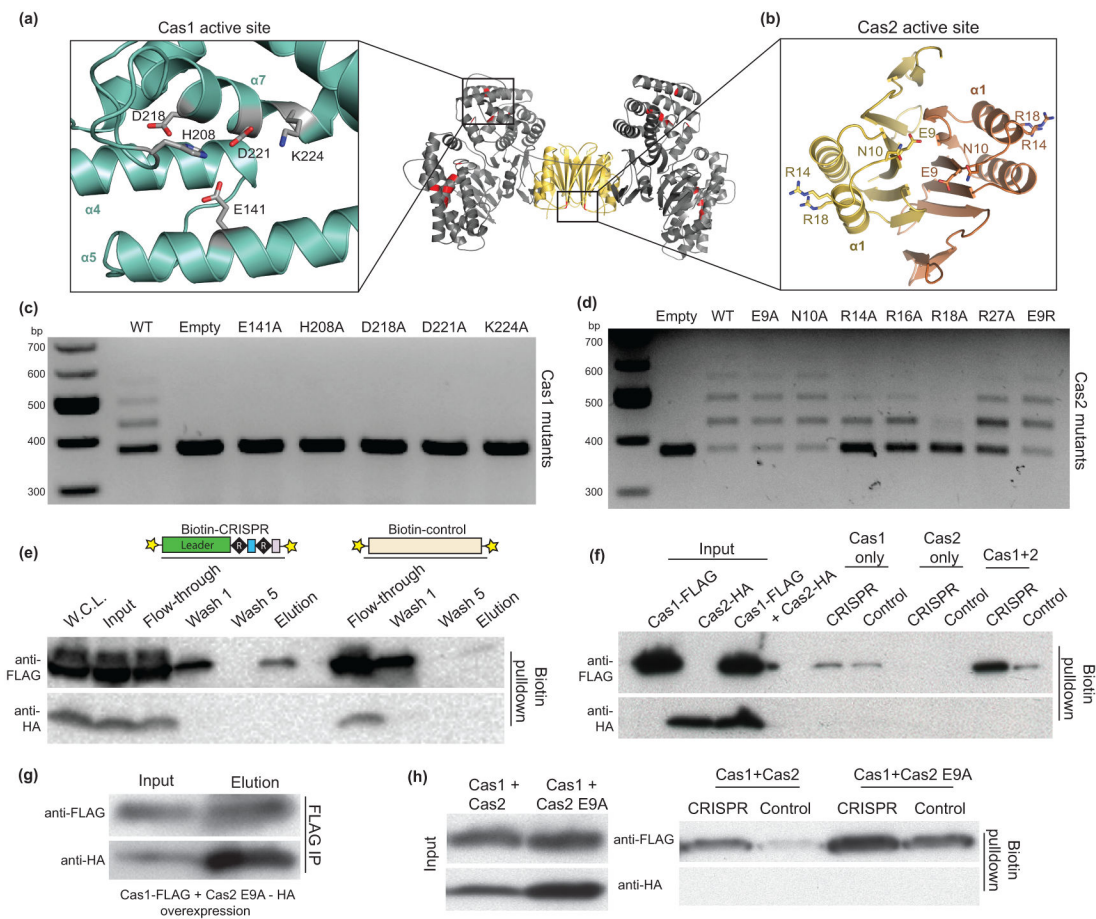 (a)
Cas1 active site
α7
D218
H208
D221
K224
E141
α4
α5
(b)
Cas2 active site
α1
R18
R14
E9
N10
N10
E9
R14
R18
α1
(c)
bp
WT Empty E141A H208A D218A D221A K224A
700
600
500
400
300
Cas1 mutants
(d)
bp
Empty WT E9A N10A R14A R16A R18A R27A E9R
700
600
500
400
300
Cas2 mutants
(e)
Biotin-CRISPR
Leader R R
Biotin-control
W.C.L. Input Flow-through Wash 1 Wash 5 Elution Flow-through Wash 1 Wash 5 Elution
anti-FLAG
anti-HA
Biotin pulldown
(f)
Input
Cas1 only
Cas2 only
Cas1+2
Cas1-FLAG Cas2-HA Cas1-FLAG + Cas2-HA CRISPR Control CRISPR Control CRISPR Control
anti-FLAG
anti-HA
Biotin pulldown
(g)
Input Elution
anti-FLAG
anti-HA
FLAG IP
Cas1-FLAG + Cas2 E9A - HA
overexpression
(h)
Cas1 + Cas2
Cas1 + Cas2 E9A
Input
anti-FLAG
anti-HA
Cas1+Cas2
CRISPR Control
Cas1+Cas2 E9A
CRISPR Control
Biotin pulldown